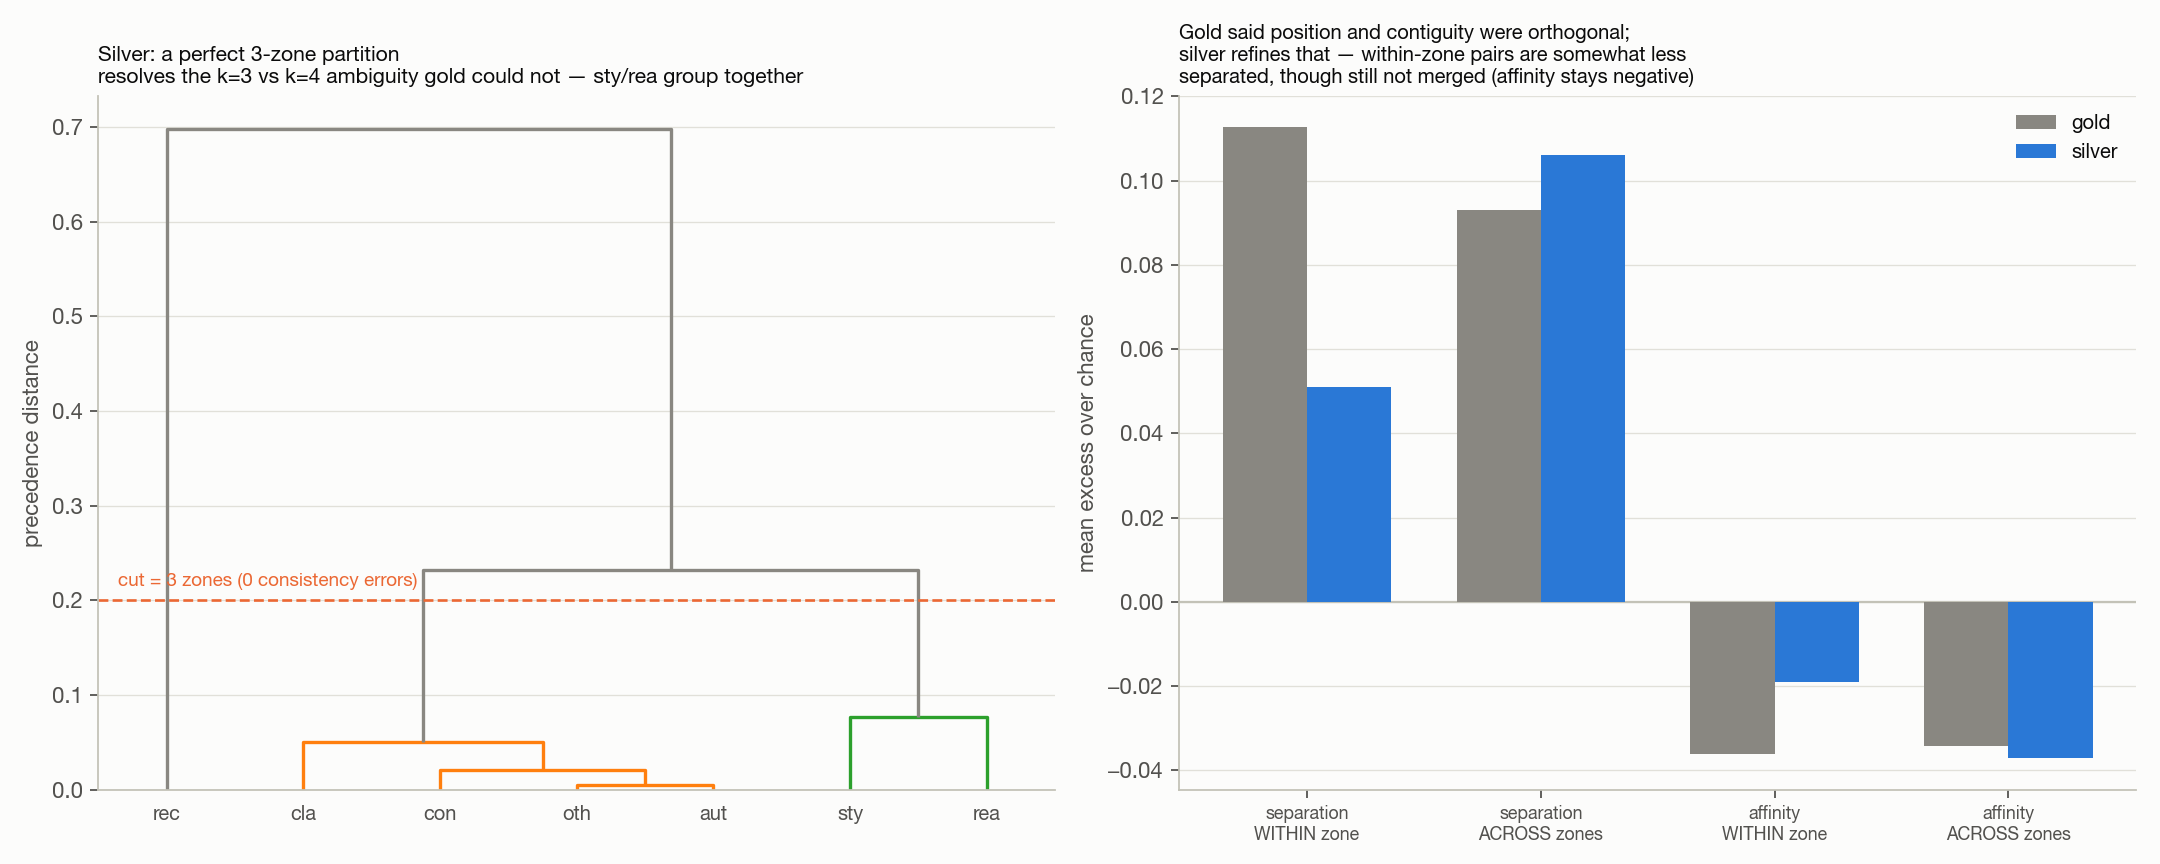 Silver: a perfect 3-zone partition
resolves the k=3 vs k=4 ambiguity gold could not — sty/rea group together
precedence distance
0.7
0.6
0.5
0.4
0.3
0.2
0.1
0.0
cut = 3 zones (0 consistency errors)
rec
cla
con
oth
aut
sty
rea
Gold said position and contiguity were orthogonal;
silver refines that — within-zone pairs are somewhat less
separated, though still not merged (affinity stays negative)
mean excess over chance
0.12
0.10
0.08
0.06
0.04
0.02
0.00
−0.02
−0.04
gold
silver
separation
WITHIN zone
separation
ACROSS zones
affinity
WITHIN zone
affinity
ACROSS zones